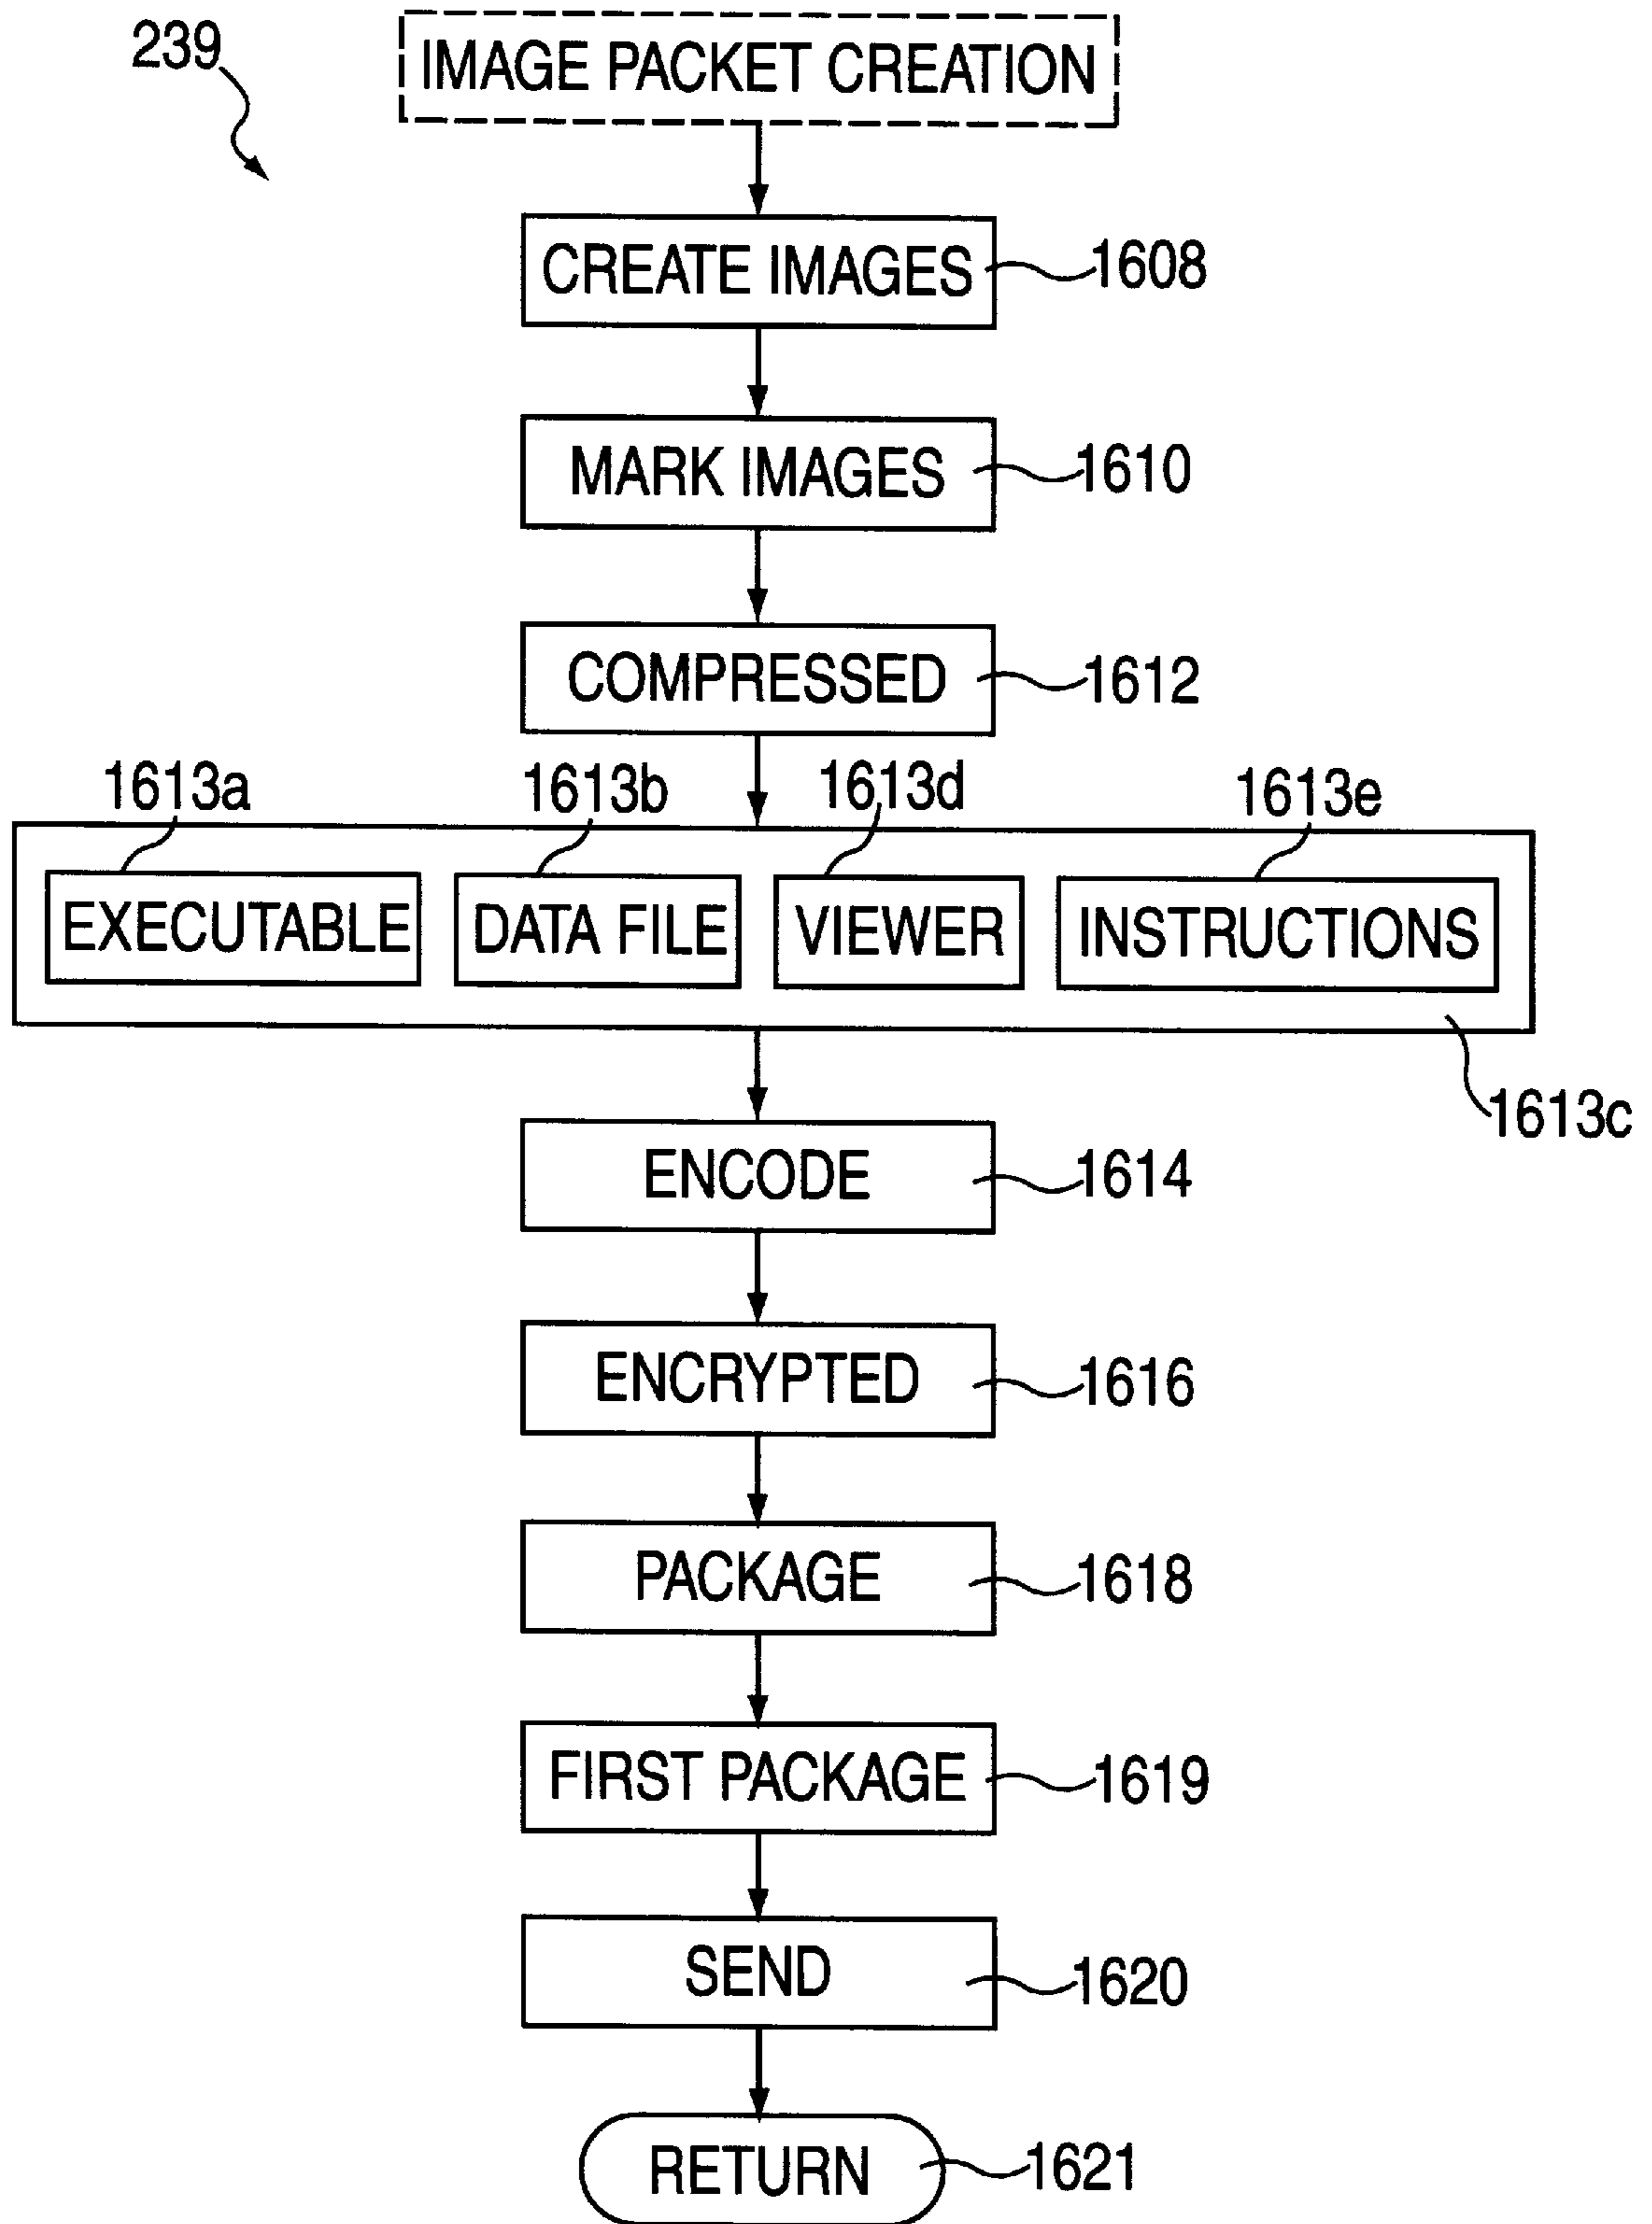 239
IMAGE PACKET CREATION
CREATE IMAGES
1608
MARK IMAGES
1610
COMPRESSED
1612
1613a
1613b
1613d
1613e
EXECUTABLE
DATA FILE
VIEWER
INSTRUCTIONS
1613c
ENCODE
1614
ENCRYPTED
1616
PACKAGE
1618
FIRST PACKAGE
1619
SEND
1620
RETURN
1621